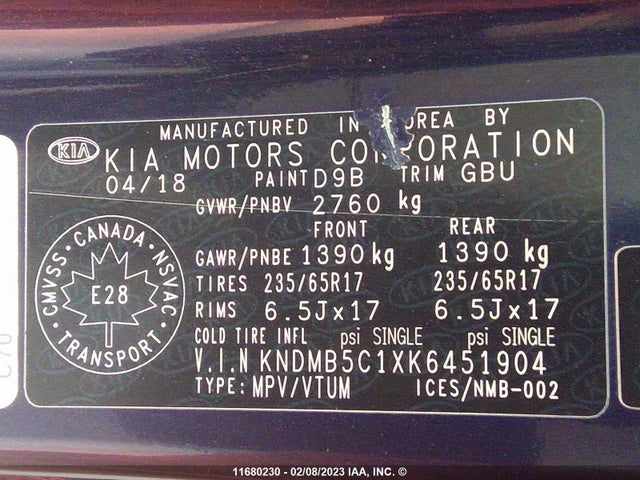 MANUFACTURED IN KOREA BY
KIA KIA MOTORS CORPORATION
04/18 PAINT D9B TRIM GBU
GVWR/PNBV 2760 kg
FRONT REAR
GAWR/PNBE 1390 kg 1390 kg
TIRES 235/65R17 235/65R17
RIMS 6.5Jx17 6.5Jx17
COLD TIRE INFL psi SINGLE psi SINGLE
V.I.N KNDMB5C1XK6451904
TYPE: MPV/VTUM ICES/NMB-002
CMVSS • CANADA • NSVAC • TRANSPORT •
E28
11680230 - 02/08/2023 IAA, INC. ©